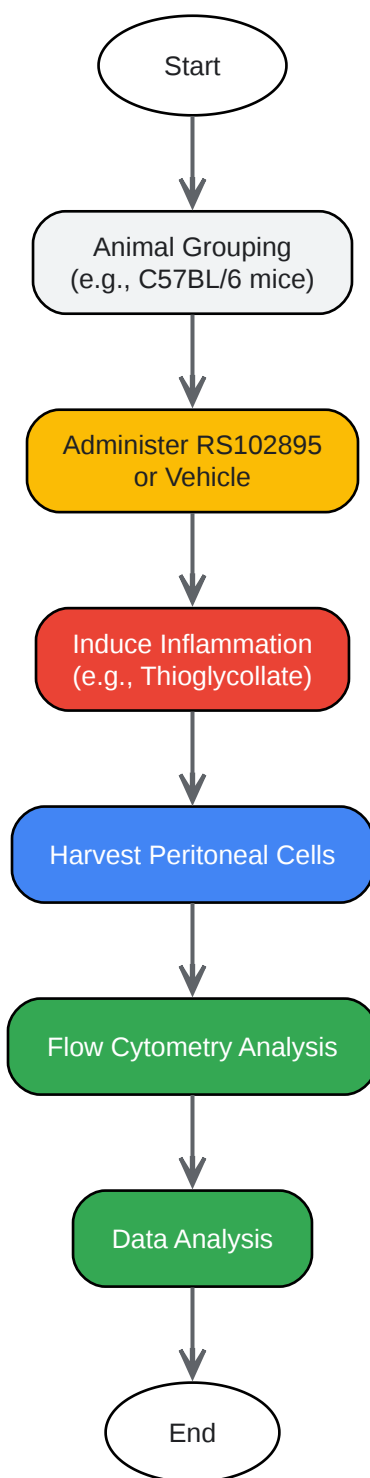 Start
Animal Grouping
(e.g., C57BL/6 mice)
Administer RS102895
or Vehicle
Induce Inflammation
(e.g., Thioglycollate)
Harvest Peritoneal Cells
Flow Cytometry Analysis
Data Analysis
End